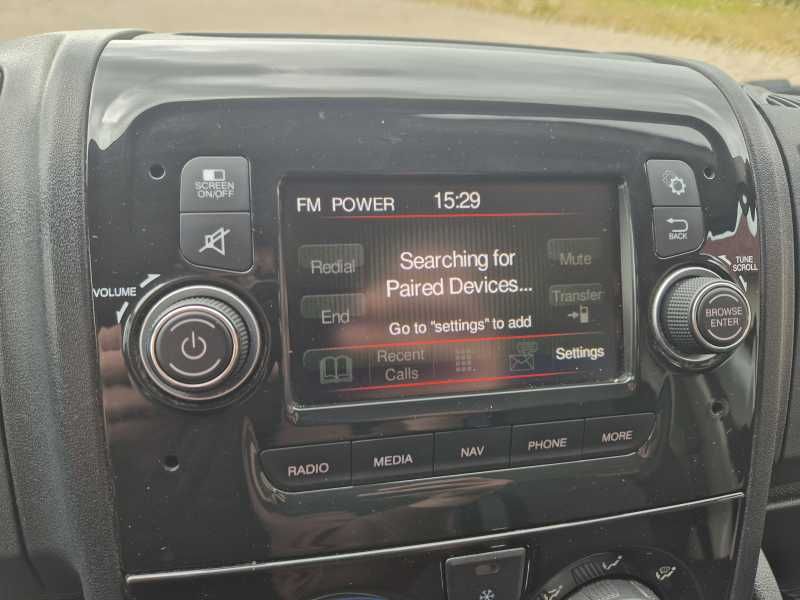 SCREEN
ON/OFF
FM POWER 15:29
BACK
Redial
Searching for
Paired Devices...
Mute
TUNE
SCROLL
VOLUME
End
Transfer
Go to "settings" to add
BROWSE
ENTER
Recent
Calls
Settings
RADIO
MEDIA
NAV
PHONE
MORE